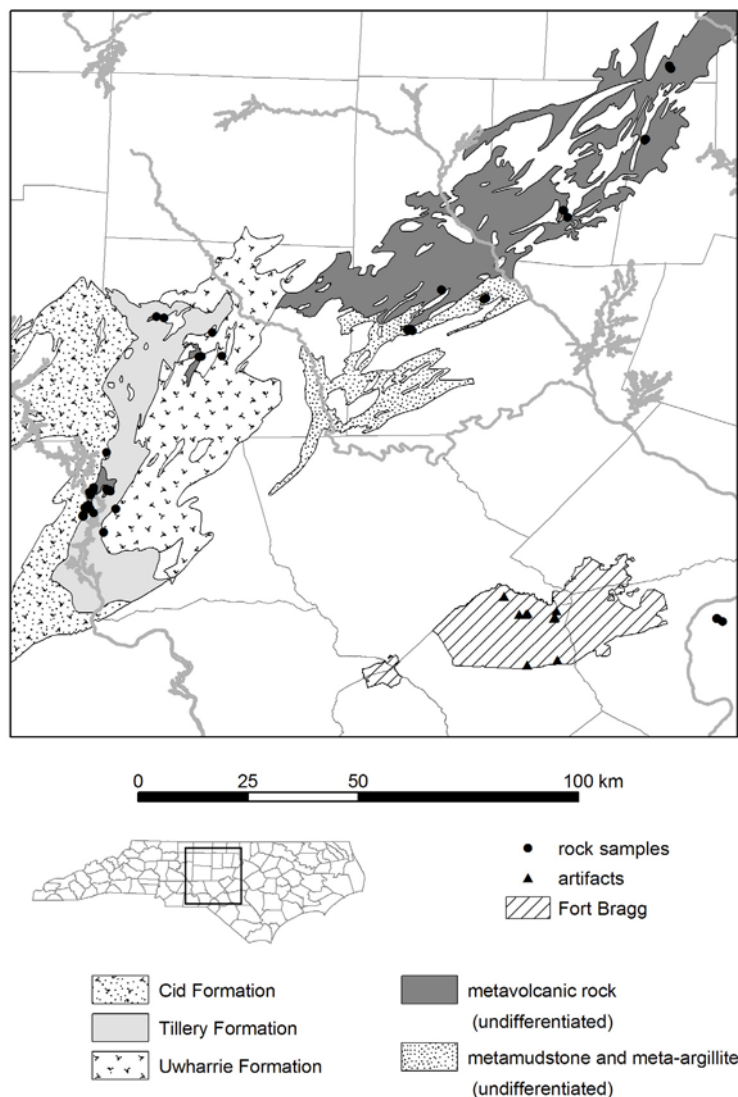 0 25 50 100 km
rock samples
artifacts
Fort Bragg
Cid Formation
Tillery Formation
Uwharrie Formation
metavolcanic rock
(undifferentiated)
metamudstone and meta-argillite
(undifferentiated)